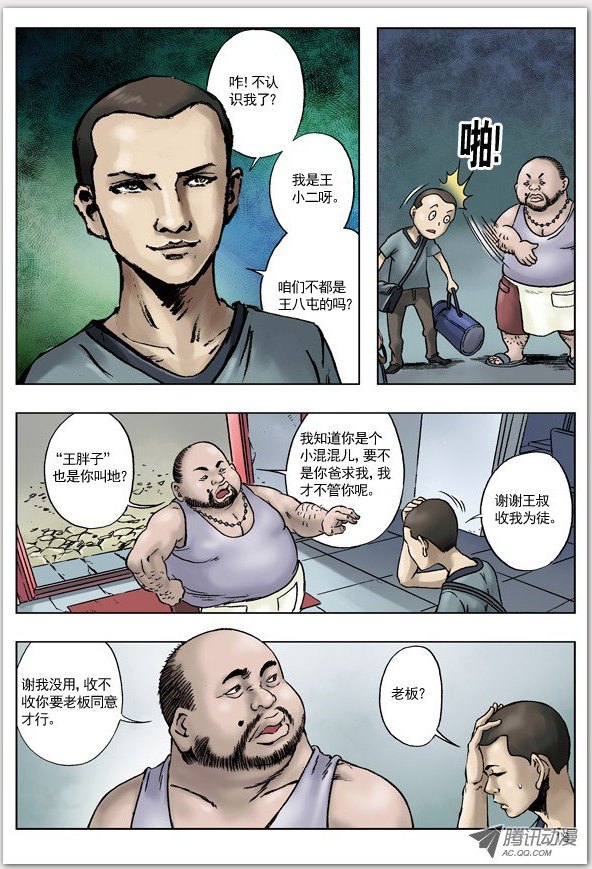 咋！不认
识我了？
我是王
小二呀。
咱们不都是
王八屯的吗？
啪！
“王胖子”
也是你叫地？
我知道你是个
小混混儿，要不
是你爸求我，我
才不管你呢。
谢谢王叔
收我为徒。
谢我没用，收不
收你要老板同意
才行。
老板？
腾讯动漫
AC.QQ.COM